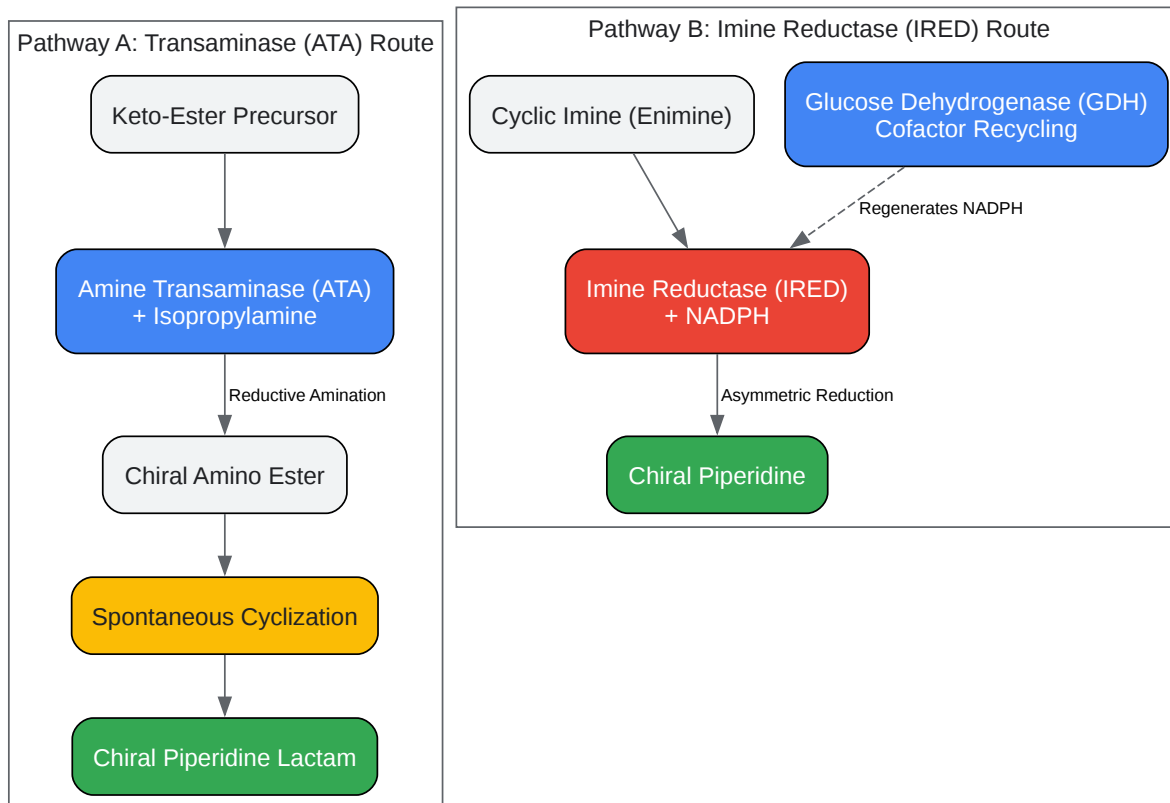 Pathway A: Transaminase (ATA) Route
Keto-Ester Precursor
Amine Transaminase (ATA)
+ Isopropylamine
Reductive Amination
Chiral Amino Ester
Spontaneous Cyclization
Chiral Piperidine Lactam
Pathway B: Imine Reductase (IRED) Route
Cyclic Imine (Enimine)
Glucose Dehydrogenase (GDH)
Cofactor Recycling
Regenerates NADPH
Imine Reductase (IRED)
+ NADPH
Asymmetric Reduction
Chiral Piperidine